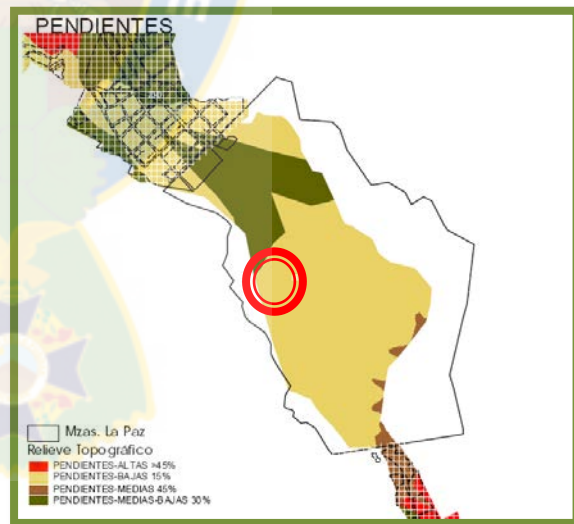 PENDIENTES
Mzas. La Paz
Relieve Topográfico
PENDIENTES-ALTAS >45%
PENDIENTES-BAJAS 15%
PENDIENTES-MEDIAS 45%
PENDIENTES-MEDIAS-BAJAS 30%